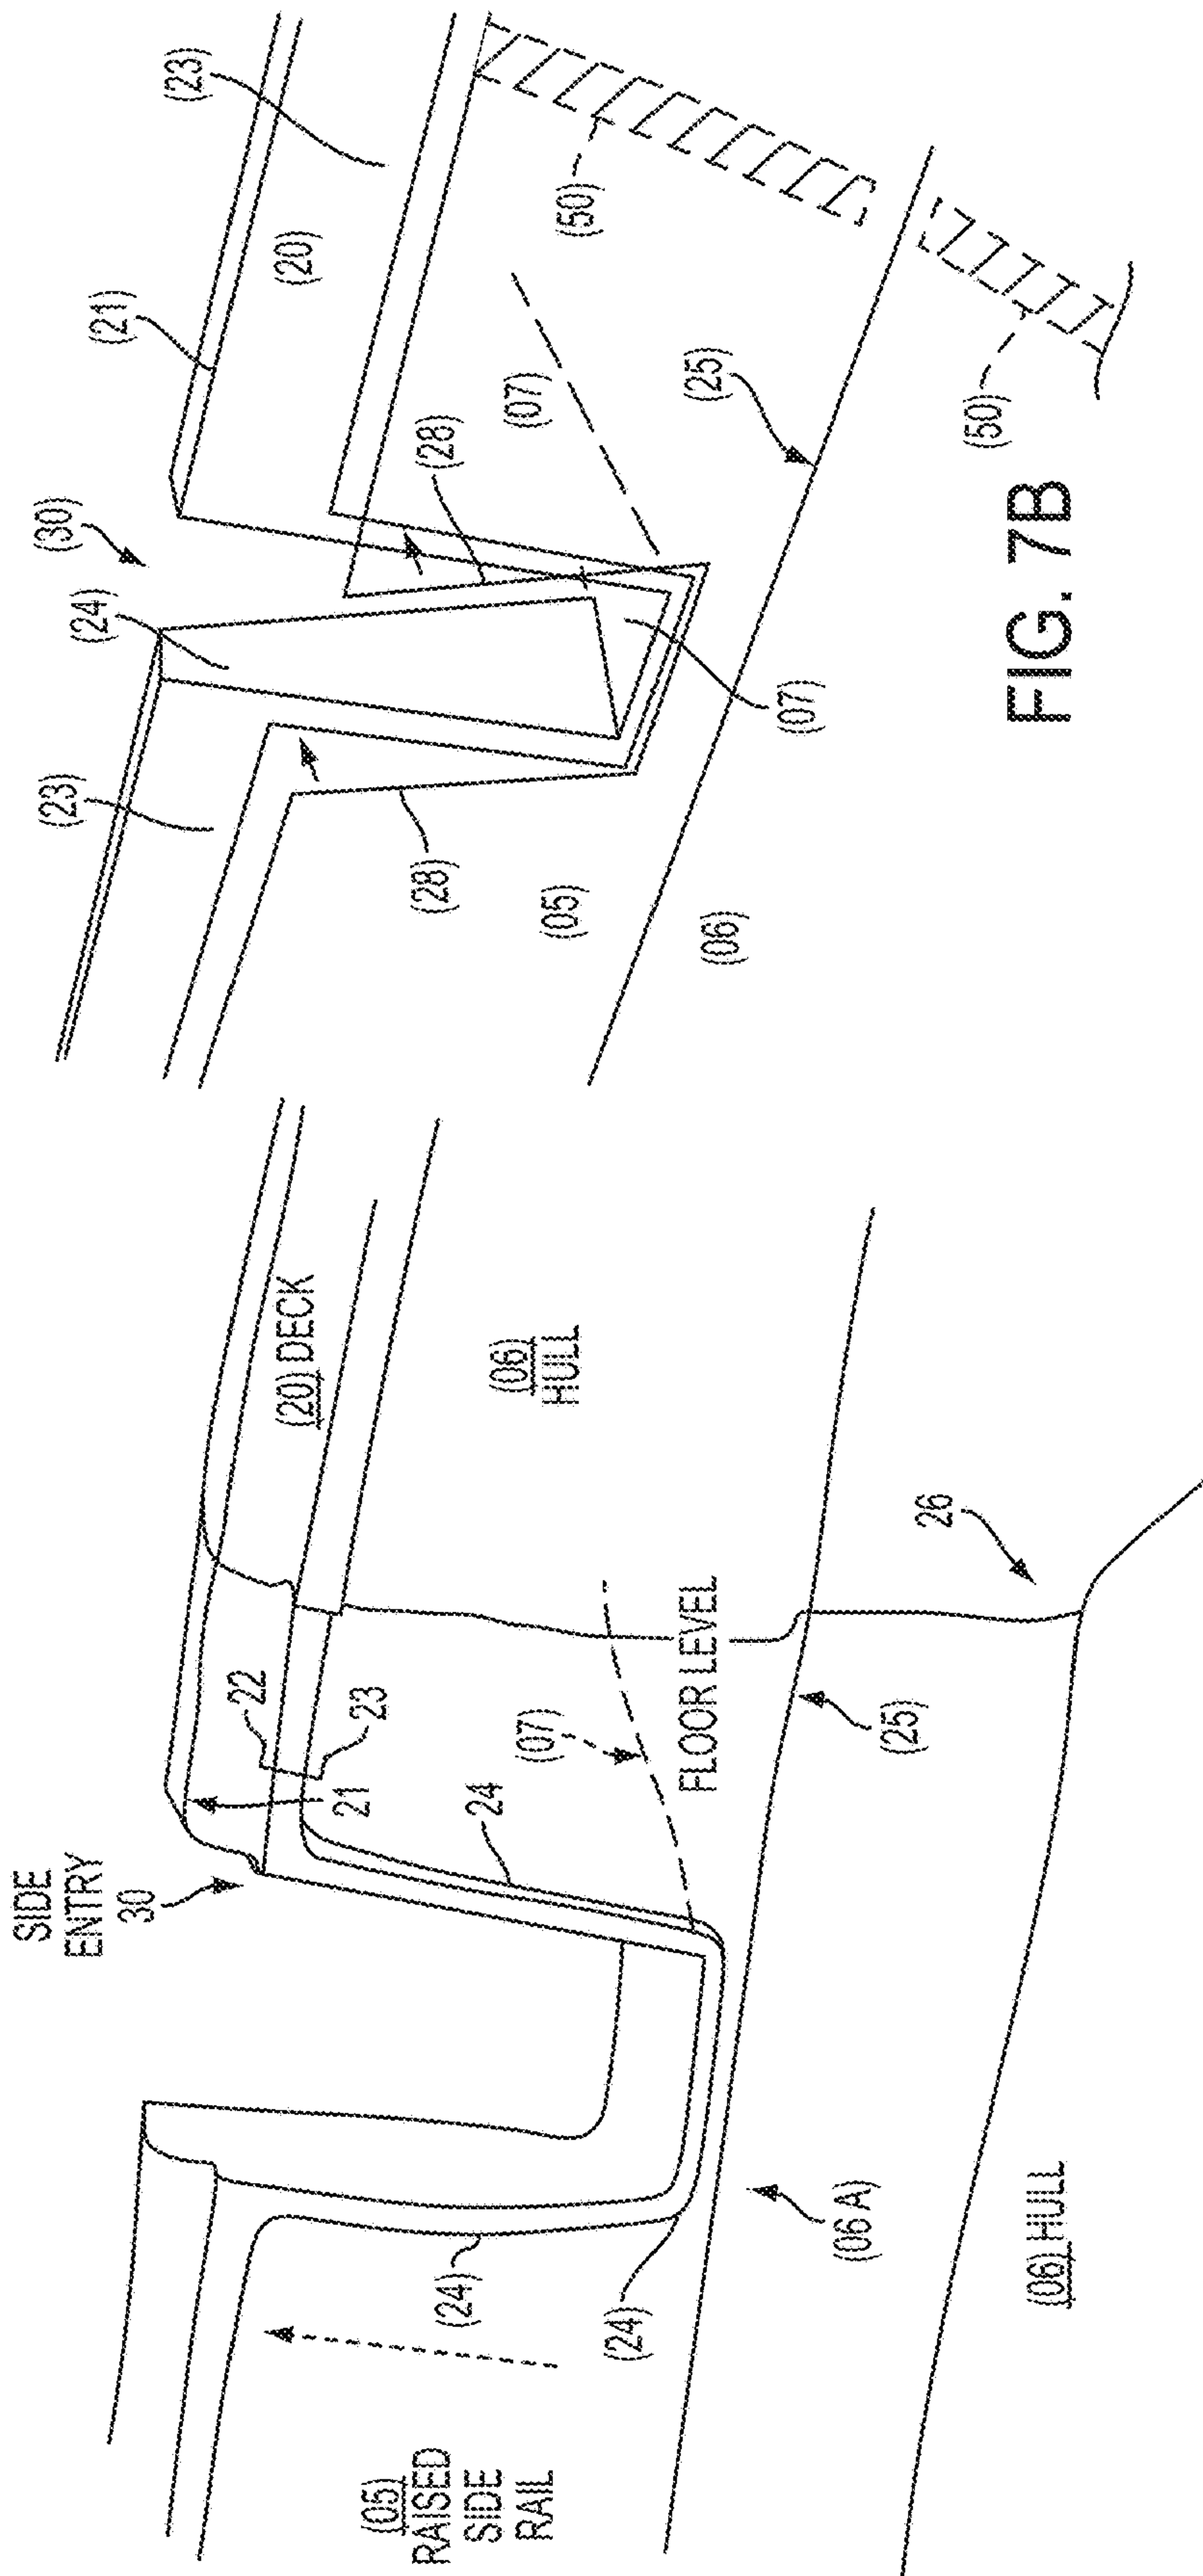 SIDE
ENTRY
30
(05)
RAISED
SIDE
RAIL
(24)
(24)
(06 A)
(06) HULL
21
22
23
24
(07)
FLOOR LEVEL
(25)
26
(20) DECK
(06)
HULL
(23)
(24)
(30)
(21)
(20)
(23)
(28)
(05)
(06)
(07)
(28)
(07)
(25)
(50)
(50)
FIG. 7B